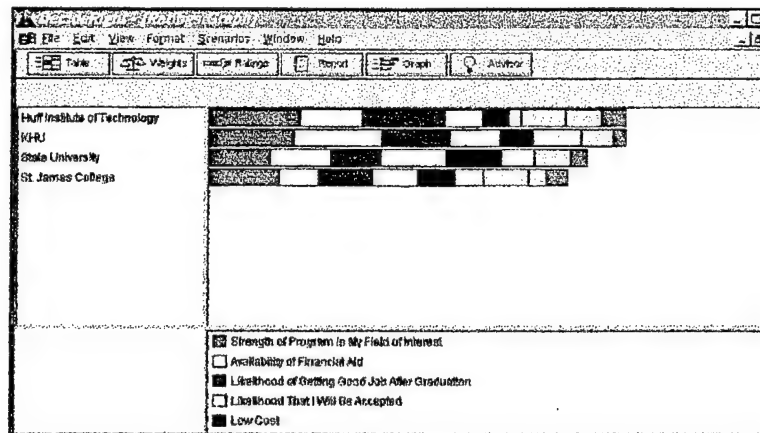 File Edit View Format Scenarios Window Help
Table Weights Ratings Report Graph Advisor
Huff Institute of Technology
KHU
State University
St. James College
Strength of Program in My Field of Interest
Availability of Financial Aid
Likelihood of Getting Good Job After Graduation
Likelihood That I Will Be Accepted
Low Cost